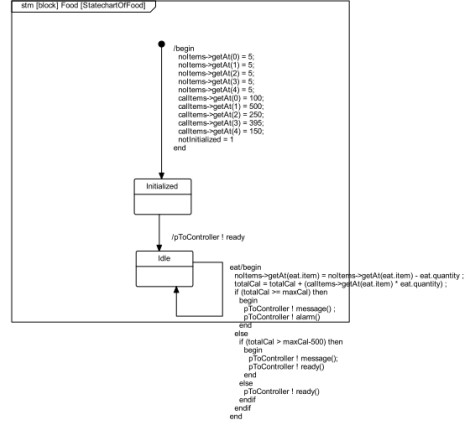 stm [block] Food [StatechartOfFood]
/begin
noItems->getAt(0) = 5;
noItems->getAt(1) = 5;
noItems->getAt(2) = 5;
noItems->getAt(3) = 5;
noItems->getAt(4) = 5;
calItems->getAt(0) = 100;
calItems->getAt(1) = 500;
calItems->getAt(2) = 250;
calItems->getAt(3) = 395;
calItems->getAt(4) = 150;
notInitialized = 1
end
Initialized
/pToController ! ready
Idle
eat/begin
noItems->getAt(eat.item) = noItems->getAt(eat.item) - eat.quantity ;
totalCal = totalCal + (calItems->getAt(eat.item) * eat.quantity) ;
if (totalCal >= maxCal) then
begin
pToController ! message() ;
pToController ! alarm()
end
else
if (totalCal > maxCal-500) then
begin
pToController ! message();
pToController ! ready()
end
else
pToController ! ready()
endif
endif
end